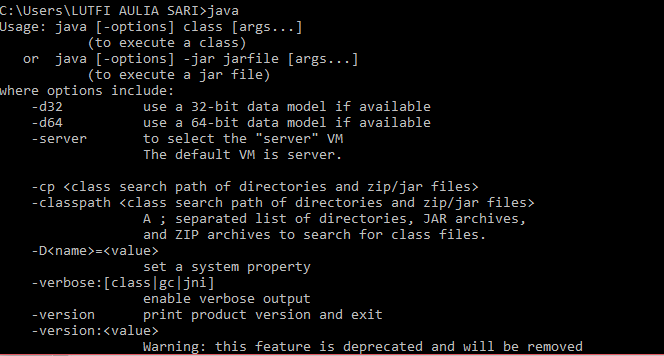 C:\Users\LUTFI AULIA SARI>java
Usage: java [-options] class [args...]
(to execute a class)
or java [-options] -jar jarfile [args...]
(to execute a jar file)
where options include:
-d32 use a 32-bit data model if available
-d64 use a 64-bit data model if available
-server to select the "server" VM
The default VM is server.
-cp <class search path of directories and zip/jar files>
-classpath <class search path of directories and zip/jar files>
A ; separated list of directories, JAR archives,
and ZIP archives to search for class files.
-D<name>=<value>
set a system property
-verbose:[class|gc|jni]
enable verbose output
-version print product version and exit
-version:<value>
Warning: this feature is deprecated and will be removed